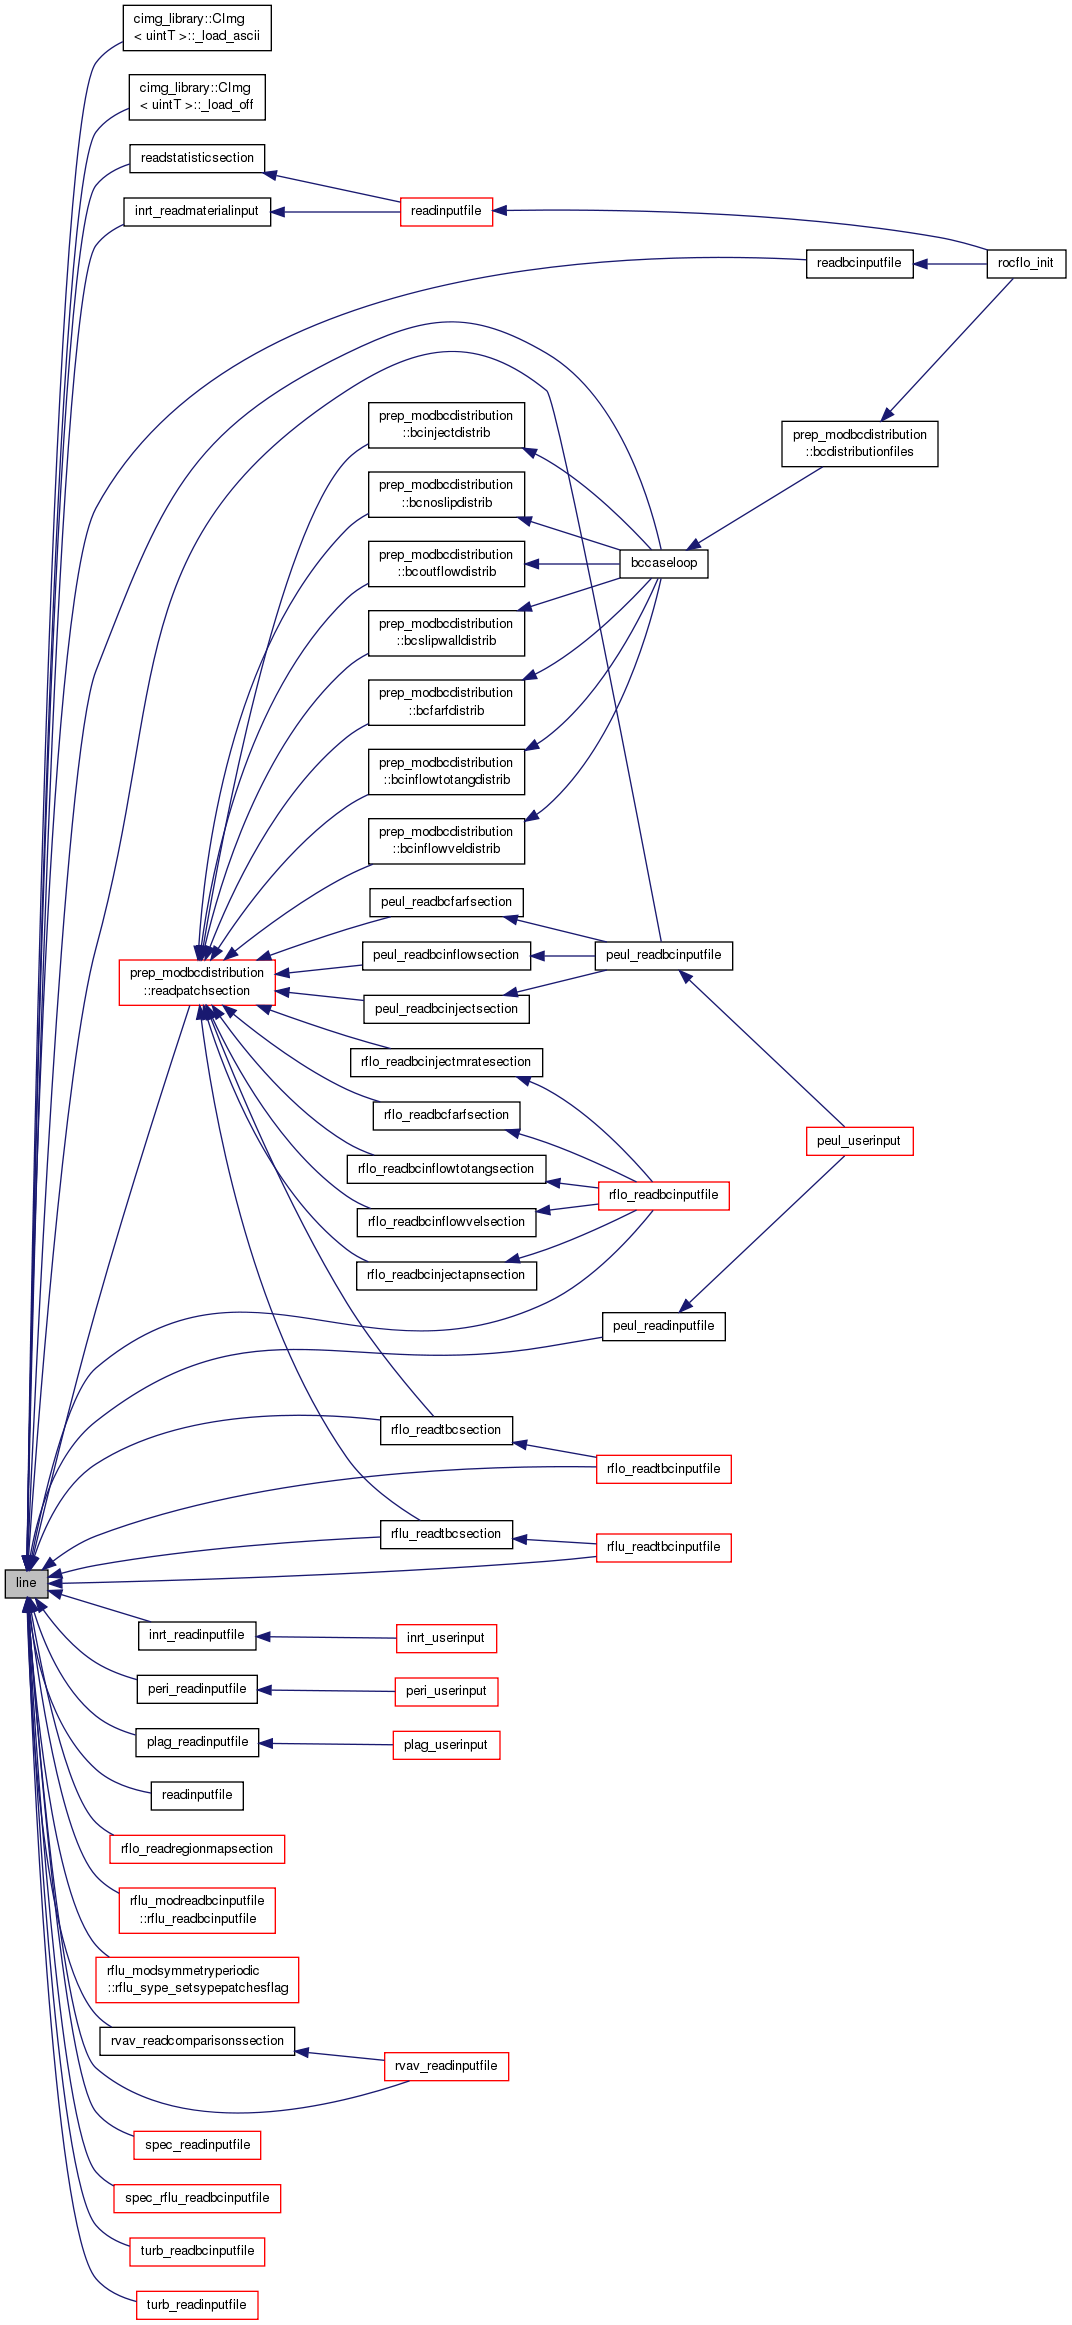 cimg_library::CImg
< uintT >::_load_ascii
cimg_library::CImg
< uintT >::_load_off
readstatisticsection
inrt_readmaterialinput
readinputfile
readbcinputfile
rocflo_init
prep_modbcdistribution
::bcinjectdistrib
prep_modbcdistribution
::bcdistributionfiles
prep_modbcdistribution
::bcnoslipdistrib
prep_modbcdistribution
::bcoutflowdistrib
bccaseloop
prep_modbcdistribution
::bcslipwalldistrib
prep_modbcdistribution
::bcfarfdistrib
prep_modbcdistribution
::bcinflowtotangdistrib
prep_modbcdistribution
::bcinflowveldistrib
peul_readbcfarfsection
peul_readbcinflowsection
peul_readbcinputfile
prep_modbcdistribution
::readpatchsection
peul_readbcinjectsection
rflo_readbcinjectmratesection
rflo_readbcfarfsection
peul_userinput
rflo_readbcinflowtotangsection
rflo_readbcinputfile
rflo_readbcinflowvelsection
rflo_readbcinjectapnsection
peul_readinputfile
rflo_readtbcsection
rflo_readtbcinputfile
rflu_readtbcsection
rflu_readtbcinputfile
line
inrt_readinputfile
inrt_userinput
peri_readinputfile
peri_userinput
plag_readinputfile
plag_userinput
readinputfile
rflo_readregionmapsection
rflu_modreadbcinputfile
::rflu_readbcinputfile
rflu_modsymmetryperiodic
::rflu_sype_setsypepatchesflag
rvav_readcomparisonssection
rvav_readinputfile
spec_readinputfile
spec_rflu_readbcinputfile
turb_readbcinputfile
turb_readinputfile